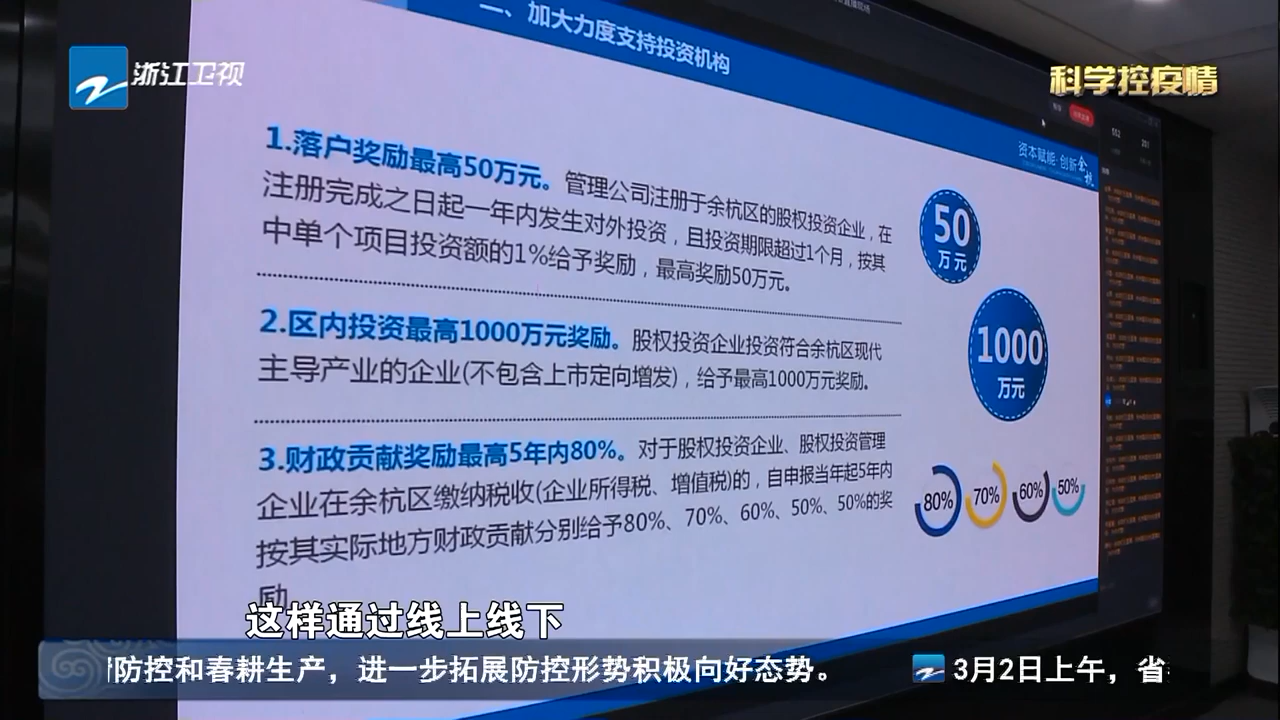 一、加大力度支持投资机构
浙江卫视
科学控疫情
资本赋能·创新余杭
1.落户奖励最高50万元。管理公司注册于余杭区的股权投资企业，在
注册完成之日起一年内发生对外投资，且投资期限超过1个月，按其
中单个项目投资额的1%给予奖励，最高奖励50万元。
50
万元
2.区内投资最高1000万元奖励。股权投资企业投资符合余杭区现代
主导产业的企业(不包含上市定向增发)，给予最高1000万元奖励。
1000
万元
3.财政贡献奖励最高5年内80%。对于股权投资企业、股权投资管理
企业在余杭区缴纳税收(企业所得税、增值税)的，自申报当年起5年内
按其实际地方财政贡献分别给予80%、70%、60%、50%、50%的奖
励
80%
70%
60%
50%
这样通过线上线下
防控和春耕生产，进一步拓展防控形势积极向好态势。
3月2日上午，省